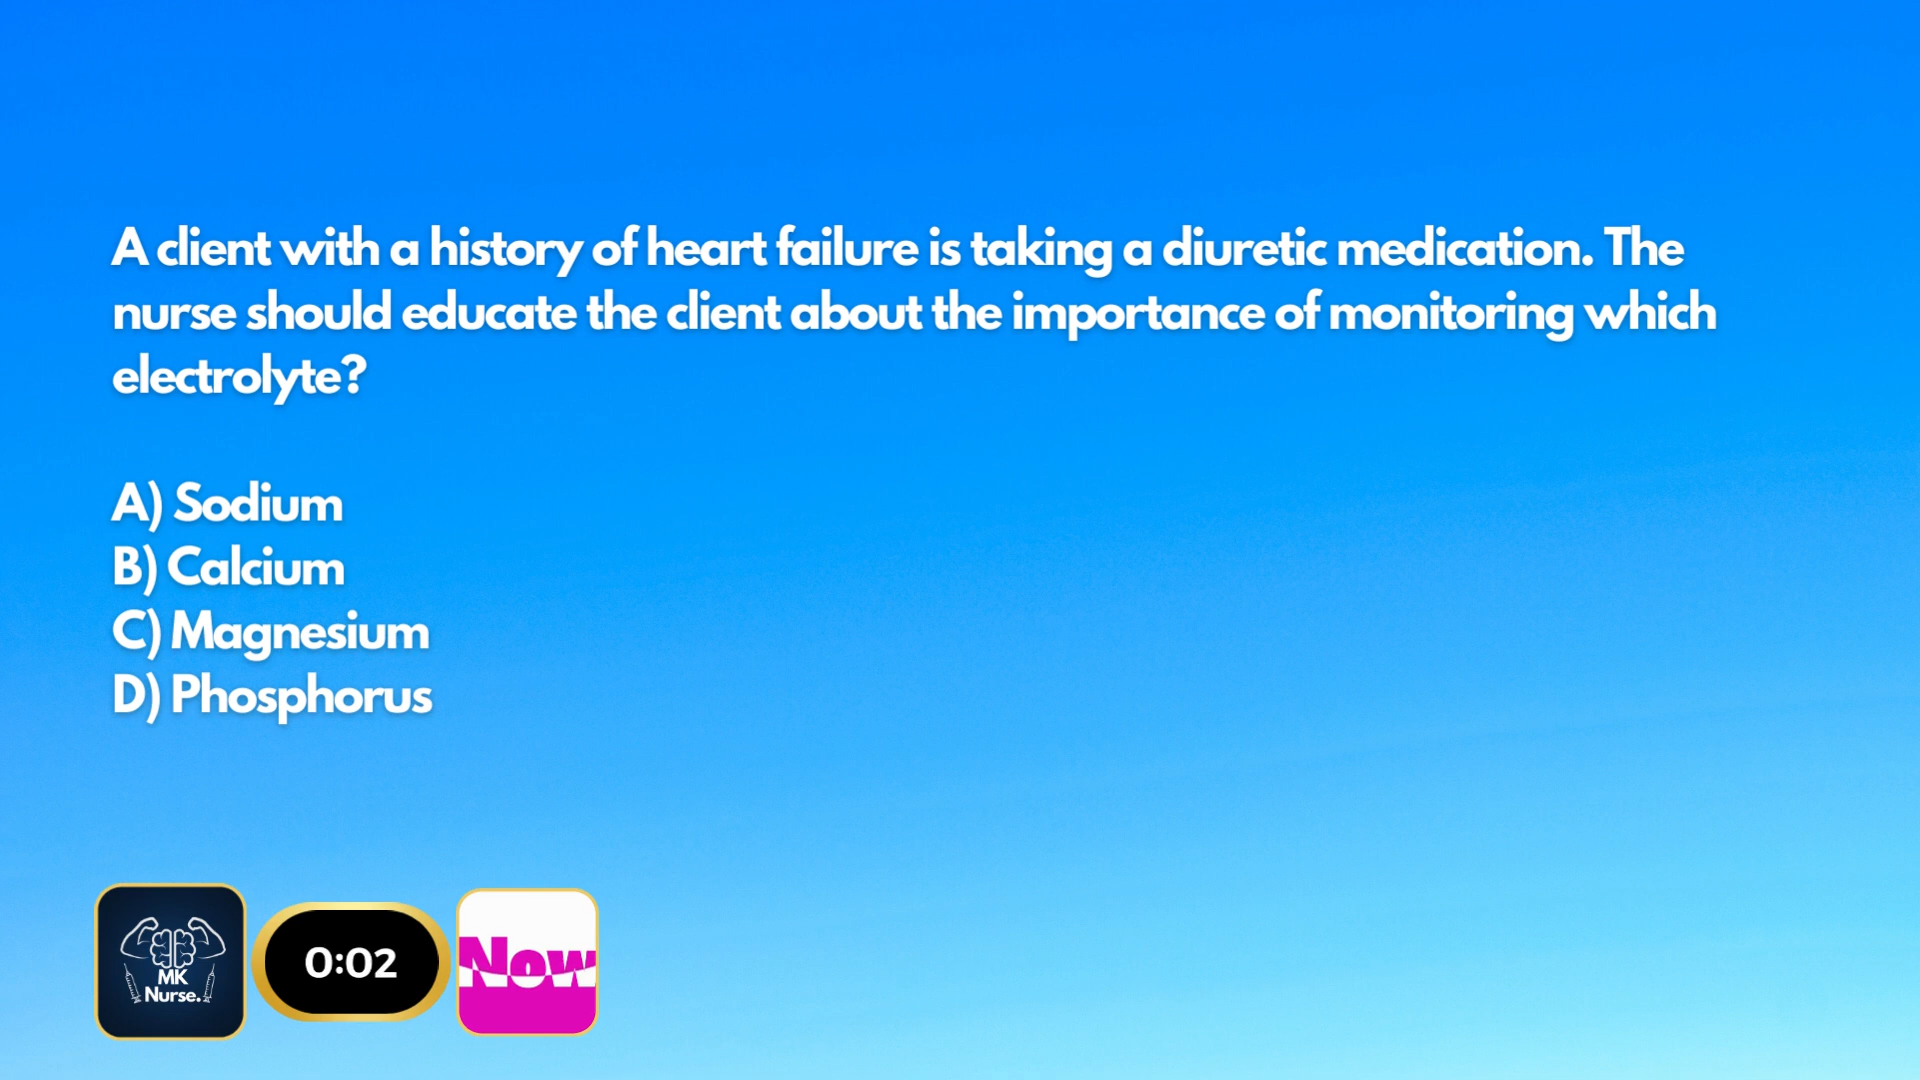 A client with a history of heart failure is taking a diuretic medication. The
nurse should educate the client about the importance of monitoring which
electrolyte?
A) Sodium
B) Calcium
C) Magnesium
D) Phosphorus
MK
Nurse.
0:02
Now